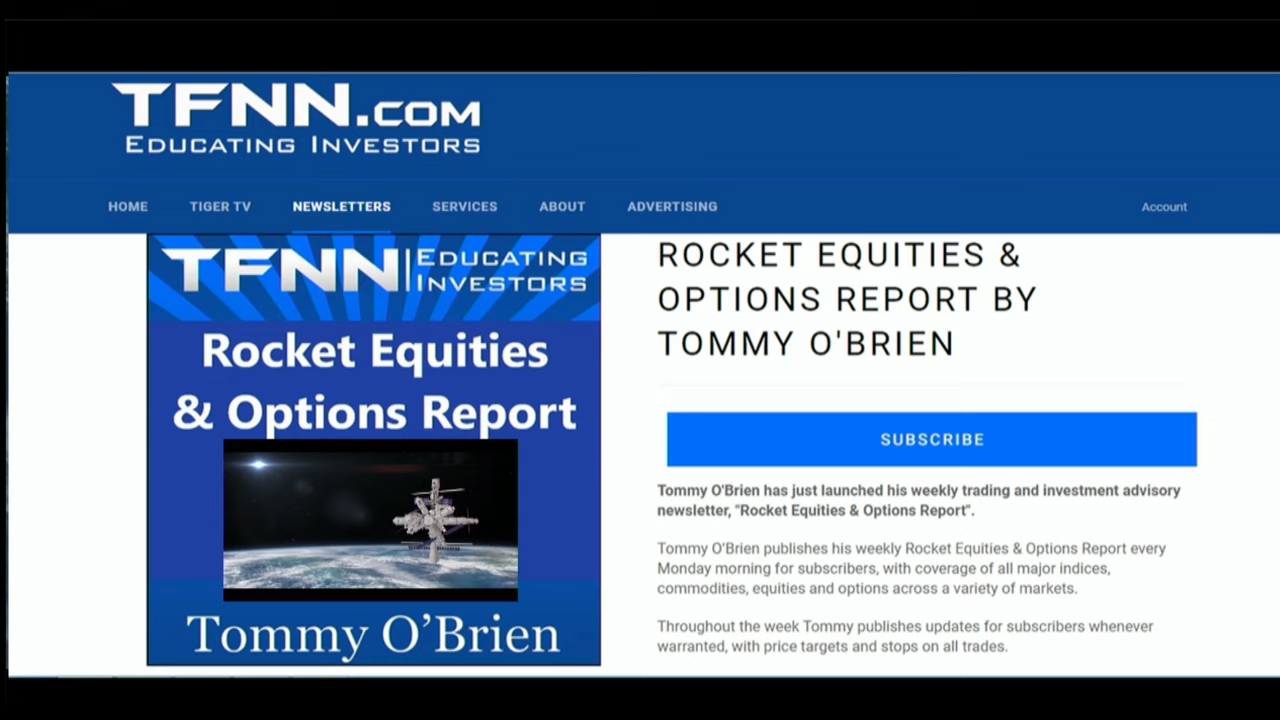 TFNN.COM
EDUCATING INVESTORS
HOME TIGER TV NEWSLETTERS SERVICES ABOUT ADVERTISING Account
TFNN EDUCATING
INVESTORS
Rocket Equities
& Options Report
Tommy O’Brien
ROCKET EQUITIES &
OPTIONS REPORT BY
TOMMY O'BRIEN
SUBSCRIBE
Tommy O'Brien has just launched his weekly trading and investment advisory
newsletter, "Rocket Equities & Options Report".
Tommy O’Brien publishes his weekly Rocket Equities & Options Report every
Monday morning for subscribers, with coverage of all major indices,
commodities, equities and options across a variety of markets.
Throughout the week Tommy publishes updates for subscribers whenever
warranted, with price targets and stops on all trades.